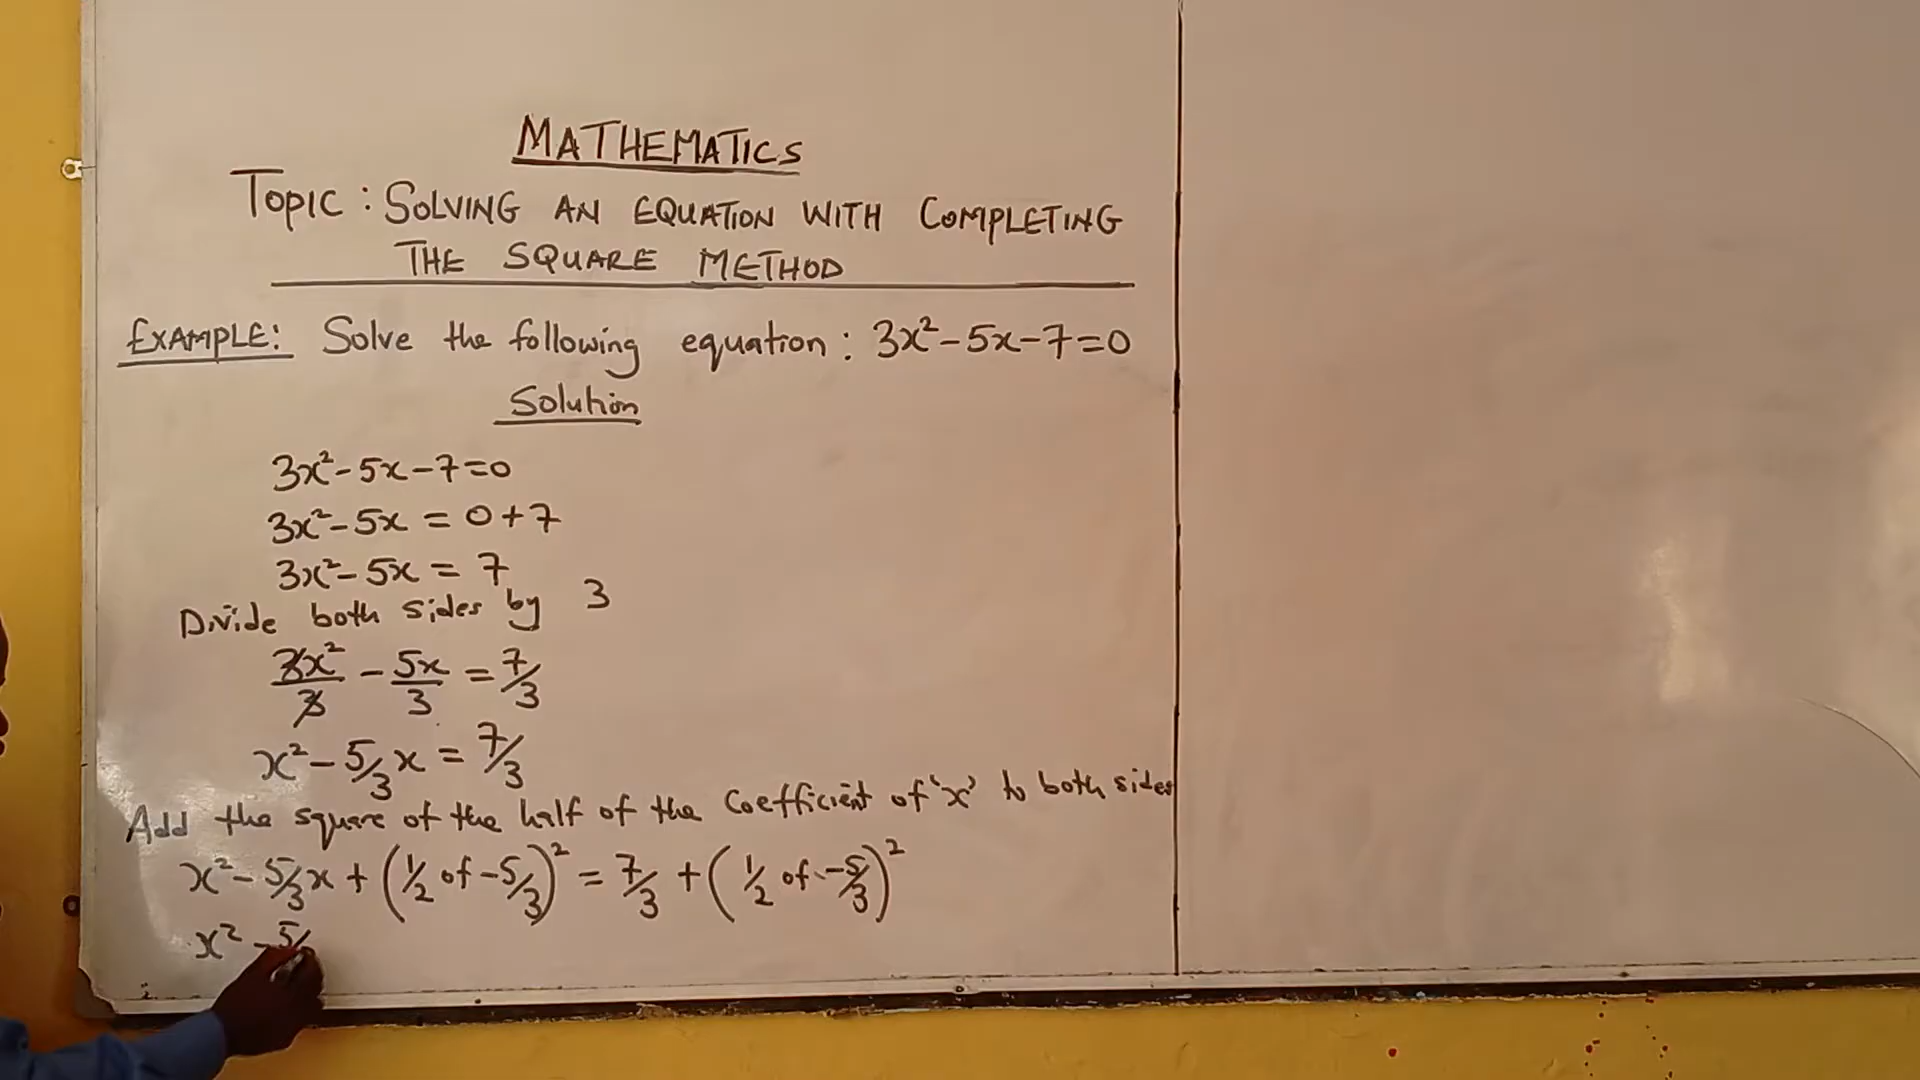 MATHEMATICS
TOPIC: SOLVING AN EQUATION WITH COMPLETING
THE SQUARE METHOD
EXAMPLE: Solve the following equation: 3x²-5x-7=0
Solution
3x²-5x-7=0
3x²-5x = 0+7
3x²-5x = 7
Divide both sides by 3
3x²/3 - 5x/3 = 7/3
x²-5/3x = 7/3
Add the square of the half of the Coefficient of 'x' to both sides
x²-5/3x + (1/2 of -5/3)² = 7/3 + (1/2 of -5/3)²
x² - 5/